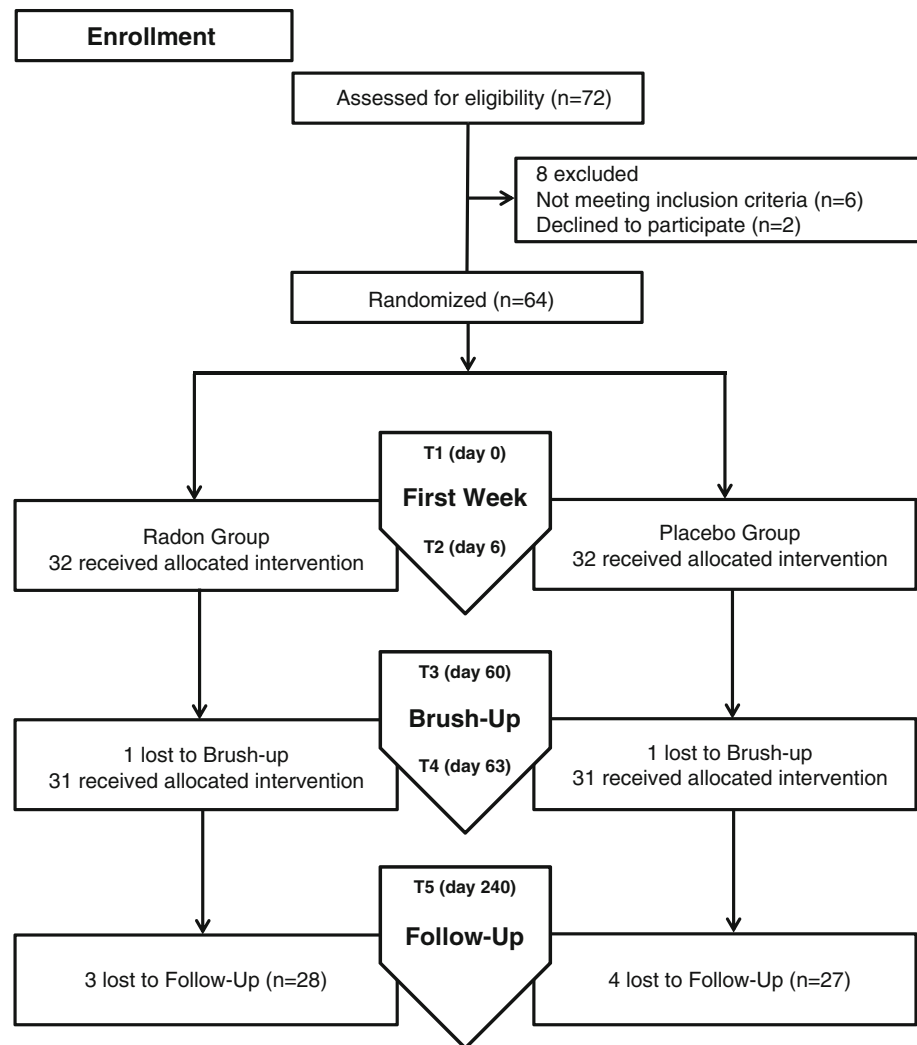 Enrollment
Assessed for eligibility (n=72)
8 excluded
Not meeting inclusion criteria (n=6)
Declined to participate (n=2)
Randomized (n=64)
T1 (day 0)
First Week
T2 (day 6)
Radon Group
32 received allocated intervention
Placebo Group
32 received allocated intervention
T3 (day 60)
Brush-Up
T4 (day 63)
1 lost to Brush-up
31 received allocated intervention
1 lost to Brush-up
31 received allocated intervention
T5 (day 240)
Follow-Up
3 lost to Follow-Up (n=28)
4 lost to Follow-Up (n=27)